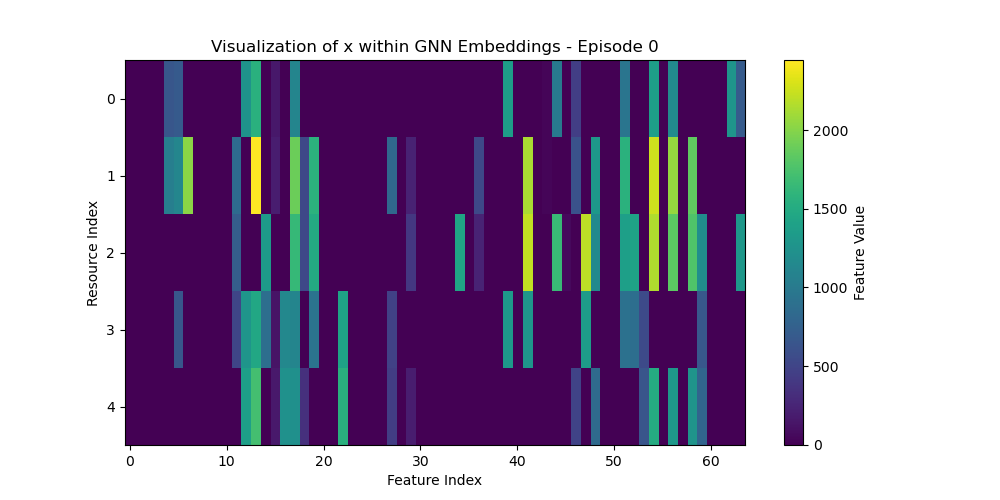 Visualization of x within GNN Embeddings - Episode 0
Resource Index
0
1
2
3
4
0 10 20 30 40 50 60
Feature Index
2000
1500
1000
500
0
Feature Value